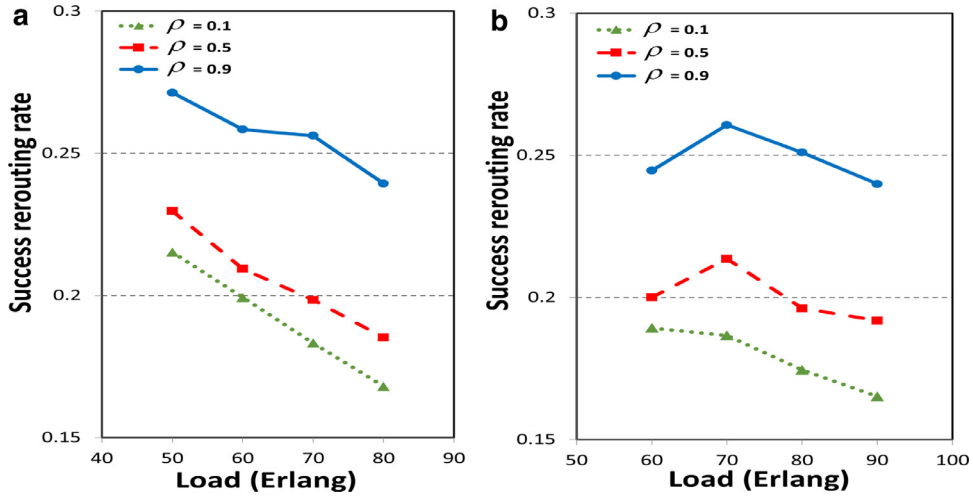 a
ρ = 0.1
ρ = 0.5
ρ = 0.9
Success rerouting rate
0.3
0.25
0.2
0.15
40 50 60 70 80 90
Load (Erlang)
b
ρ = 0.1
ρ = 0.5
ρ = 0.9
Success rerouting rate
0.3
0.25
0.2
0.15
50 60 70 80 90 100
Load (Erlang)